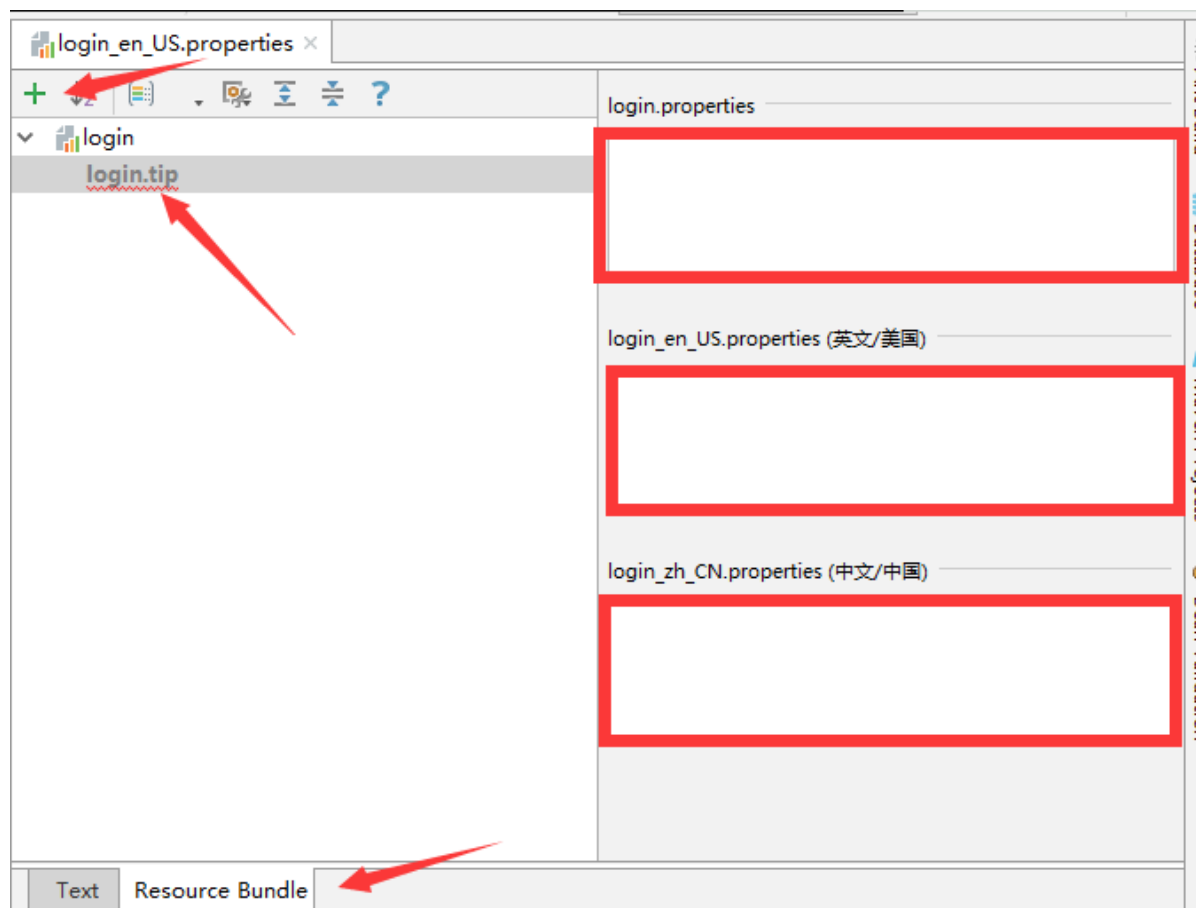 login_en_US.properties
login.properties
login
login.tip
login_en_US.properties (英文/美国)
login_zh_CN.properties (中文/中国)
Text
Resource Bundle